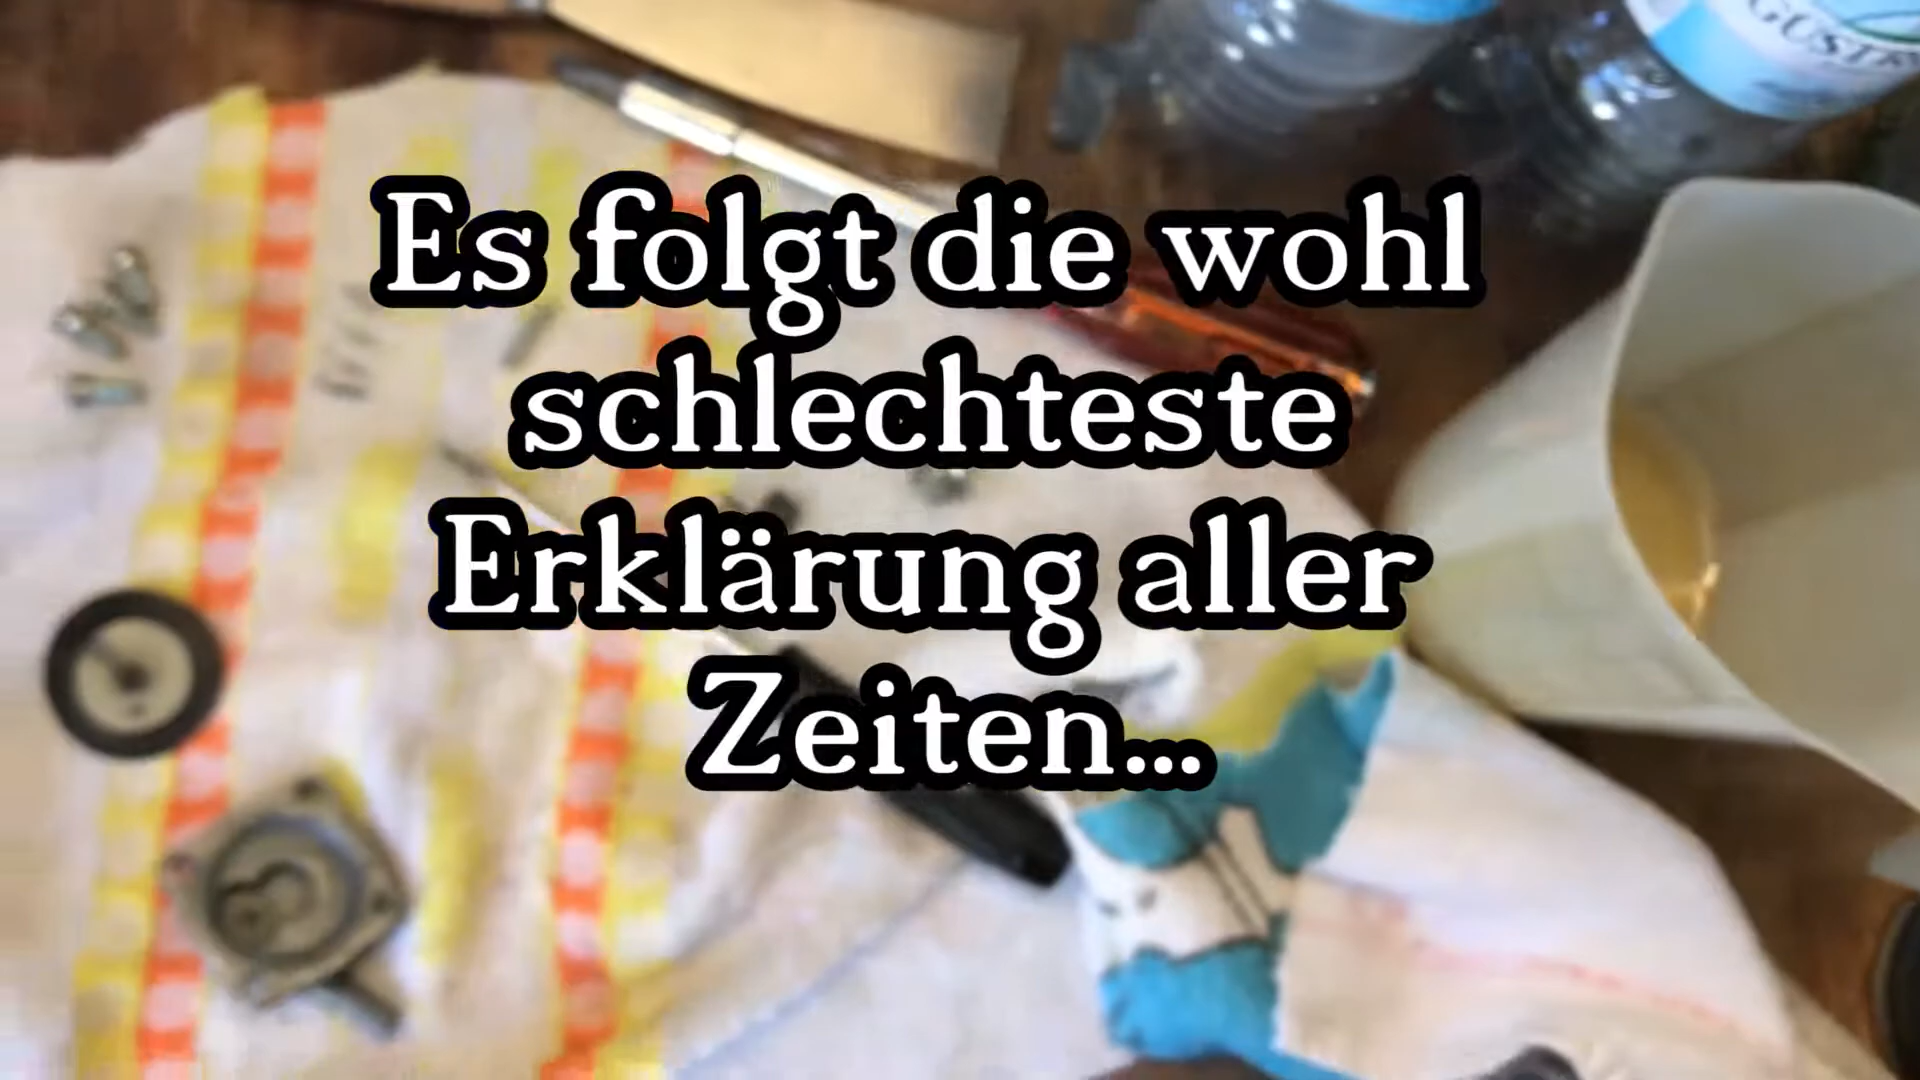 Es folgt die wohl
schlechteste
Erklärung aller
Zeiten...